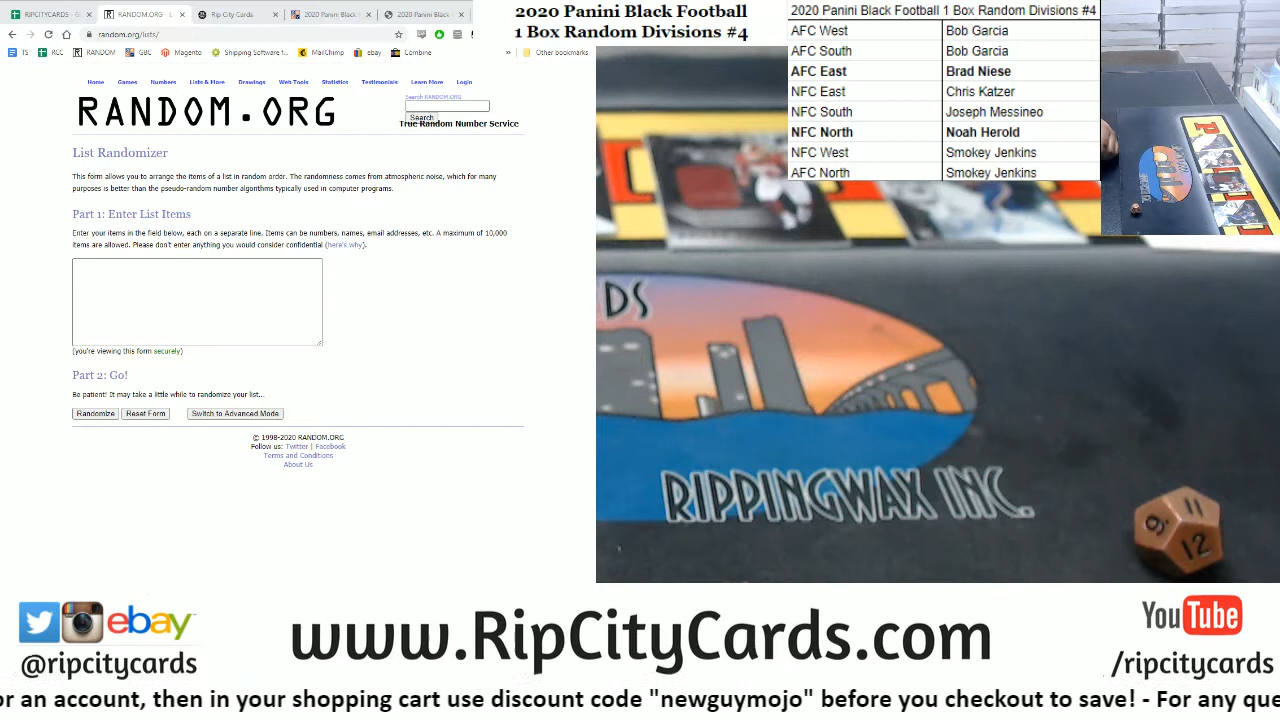 RIPCITYCARDS - G
RANDOM.ORG - L
Rip City Cards
2020 Panini Black
2020 Panini Black
random.org/lists/
TS
RCC
RANDOM
GBC
Magento
Shipping Software f...
MailChimp
ebay
Combine
Other bookmarks
Home Games Numbers Lists & More Drawings Web Tools Statistics Testimonials Learn More Login
RANDOM.ORG
Search RANDOM.ORG
Search
True Random Number Service
List Randomizer
This form allows you to arrange the items of a list in random order. The randomness comes from atmospheric noise, which for many
purposes is better than the pseudo-random number algorithms typically used in computer programs.
Part 1: Enter List Items
Enter your items in the field below, each on a separate line. Items can be numbers, names, email addresses, etc. A maximum of 10,000
items are allowed. Please don't enter anything you would consider confidential (here's why).
(you're viewing this form securely)
Part 2: Go!
Be patient! It may take a little while to randomize your list...
Randomize Reset Form Switch to Advanced Mode
© 1998-2020 RANDOM.ORG
Follow us: Twitter | Facebook
Terms and Conditions
About Us
2020 Panini Black Football
1 Box Random Divisions #4
2020 Panini Black Football 1 Box Random Divisions #4
AFC West Bob Garcia
AFC South Bob Garcia
AFC East Brad Niese
NFC East Chris Katzer
NFC South Joseph Messineo
NFC North Noah Herold
NFC West Smokey Jenkins
AFC North Smokey Jenkins
DS
RIPPINGWAX INC.
9. 11
12
ebay
@ripcitycards
www.RipCityCards.com
YouTube
/ripcitycards
or an account, then in your shopping cart use discount code "newguymojo" before you checkout to save! - For any que